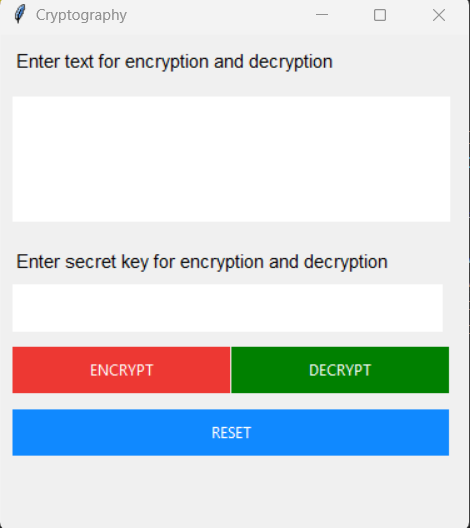 Cryptography
Enter text for encryption and decryption
Enter secret key for encryption and decryption
ENCRYPT DECRYPT
RESET